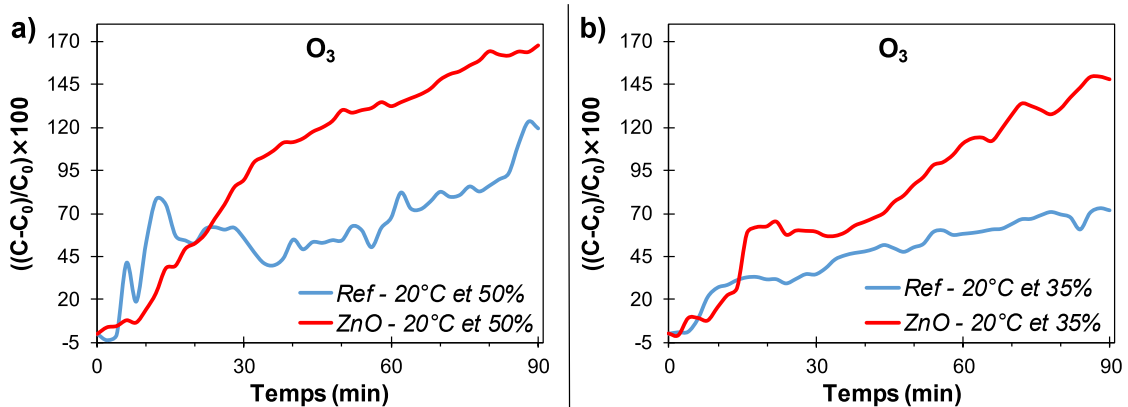 a)
O₃
((C-C₀)/C₀)×100
170
145
120
95
70
45
20
-5
Ref - 20°C et 50%
ZnO - 20°C et 50%
0
30
60
90
Temps (min)
b)
O₃
((C-C₀)/C₀)×100
170
145
120
95
70
45
20
-5
Ref - 20°C et 35%
ZnO - 20°C et 35%
0
30
60
90
Temps (min)